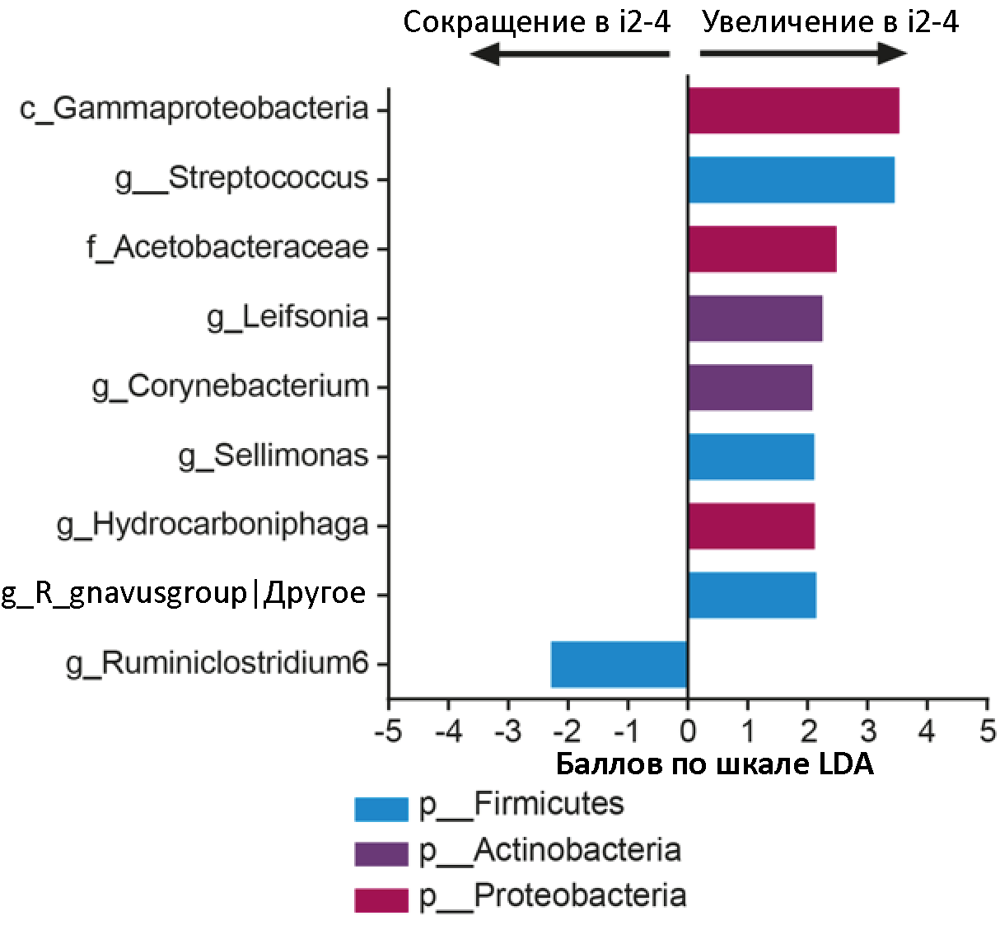 Сокращение в i2-4 Увеличение в i2-4
c_Gammaproteobacteria
g__Streptococcus
f_Acetobacteraceae
g_Leifsonia
g_Corynebacterium
g_Sellimonas
g_Hydrocarboniphaga
g_R_gnavusgroup|Другое
g_Ruminiclostridium6
-5 -4 -3 -2 -1 0 1 2 3 4 5
Баллов по шкале LDA
p__Firmicutes
p__Actinobacteria
p__Proteobacteria